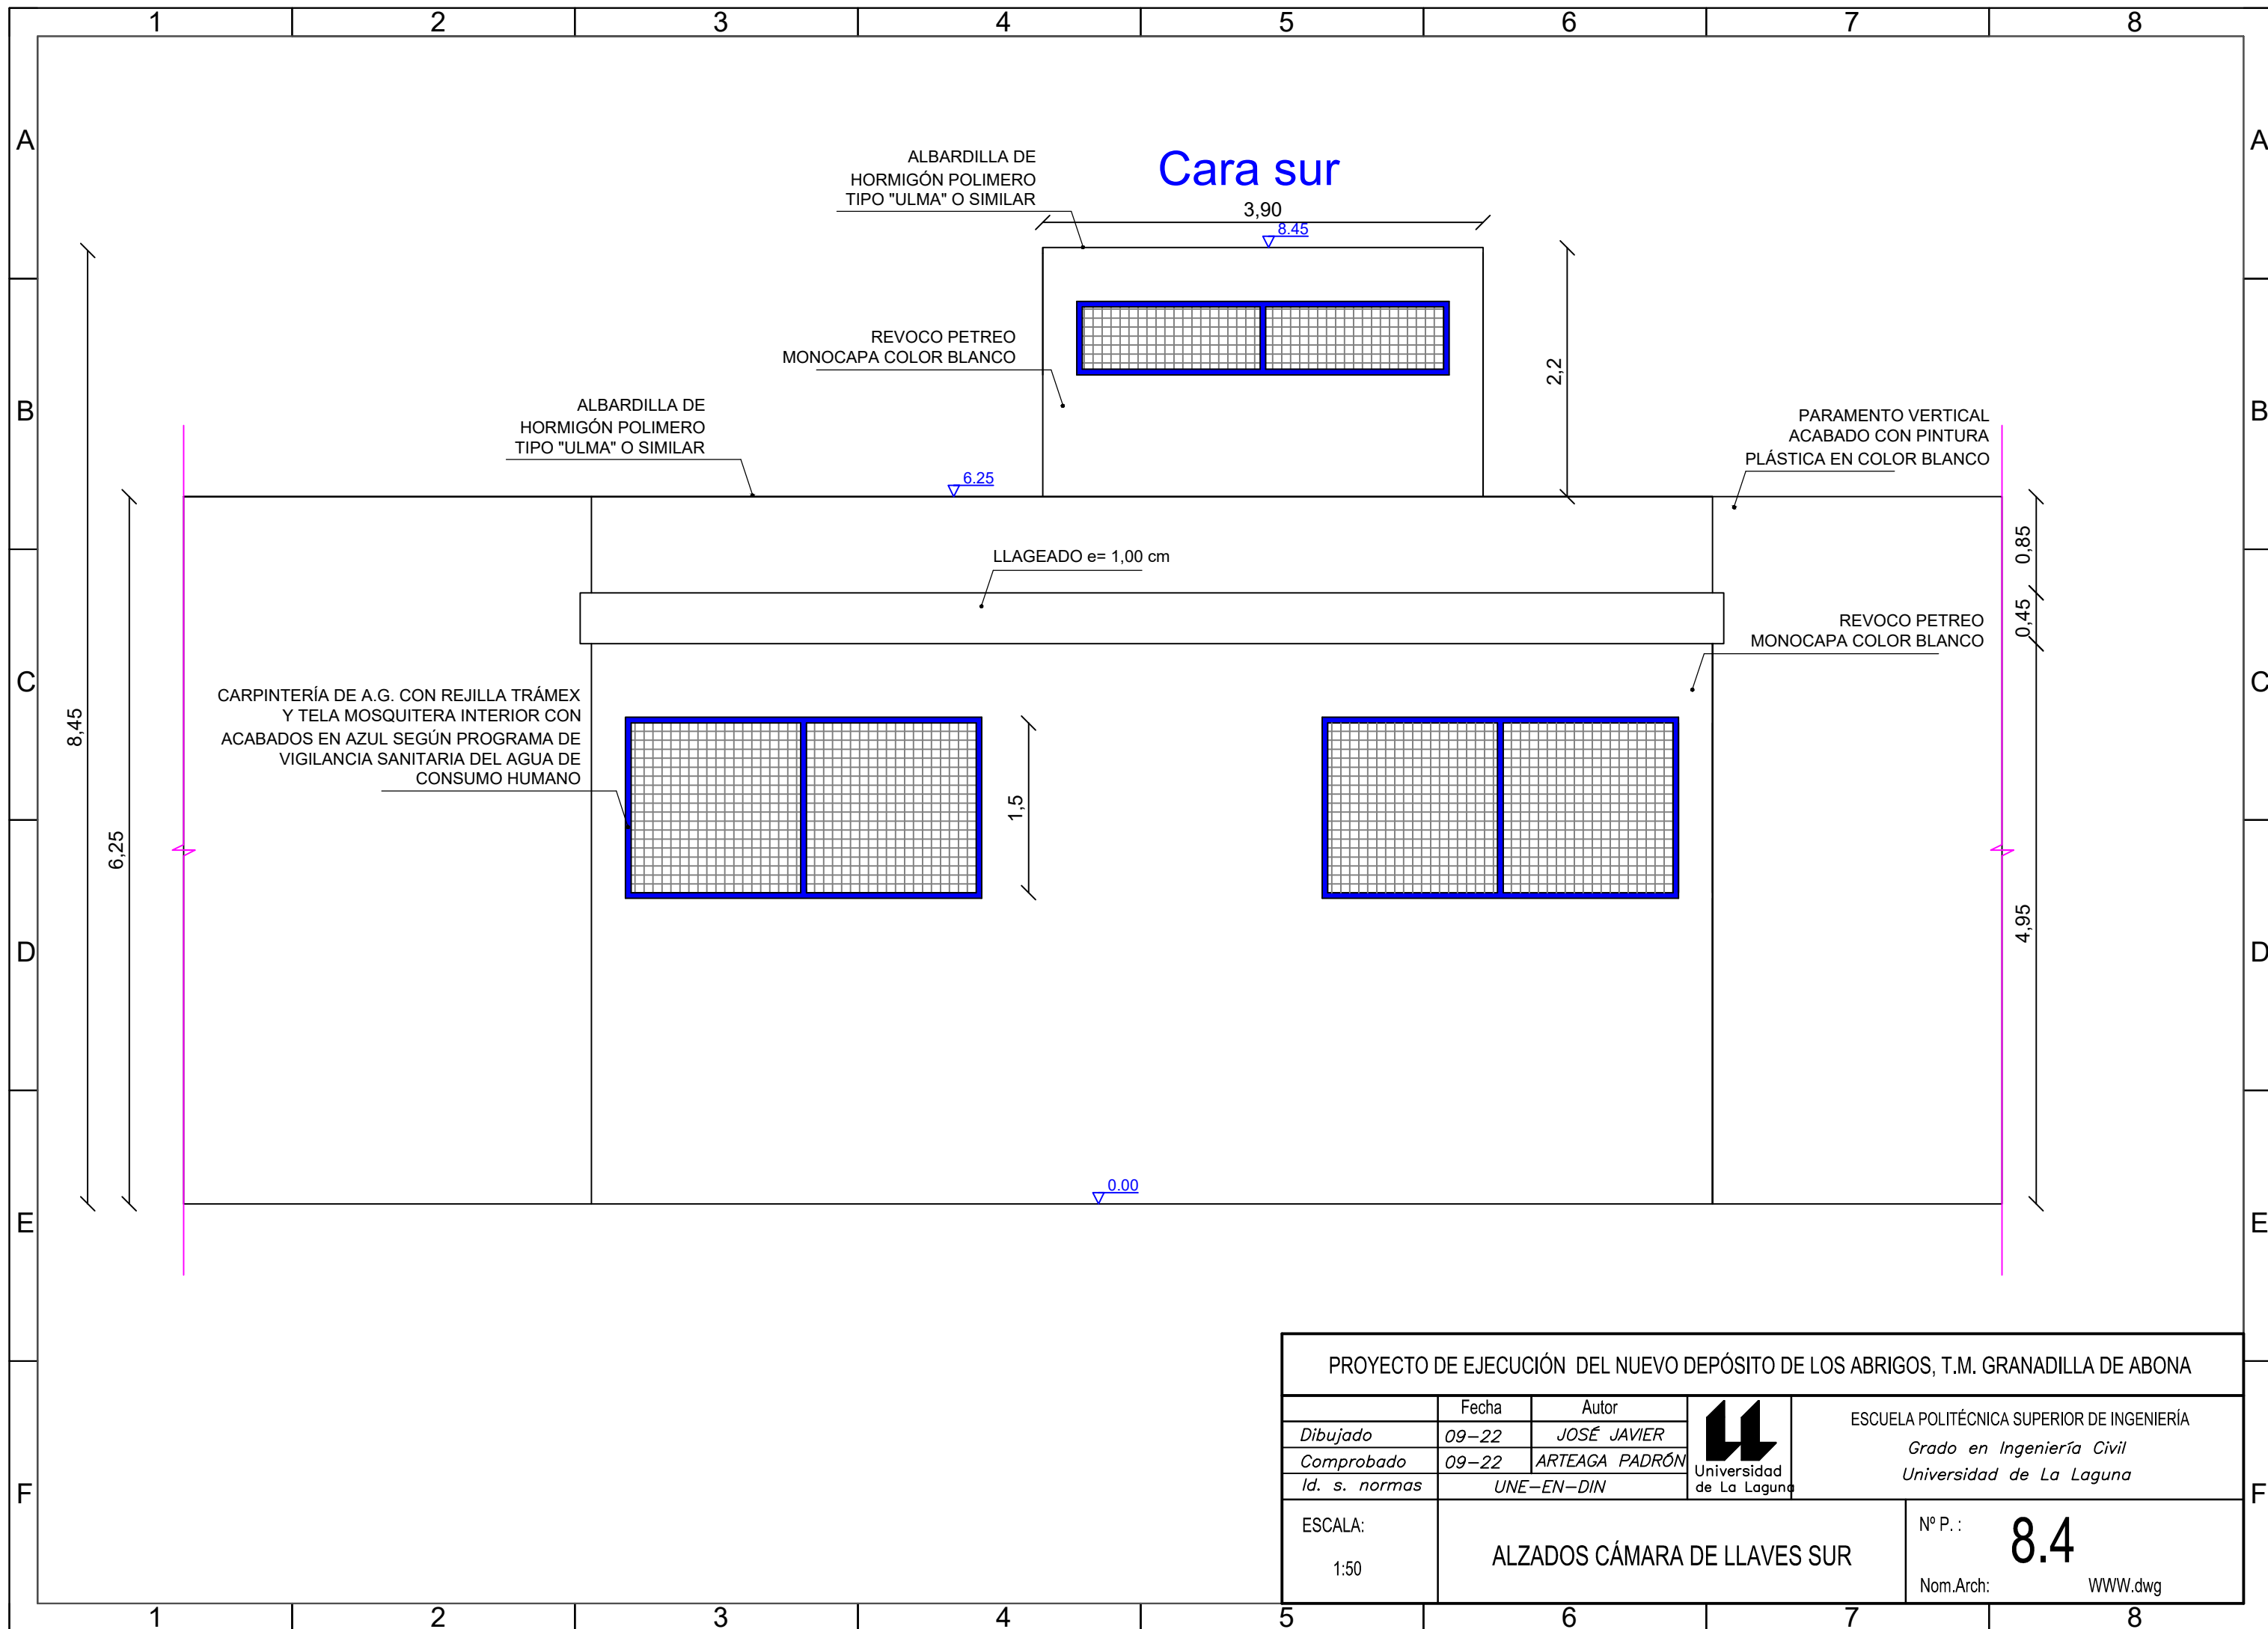 1 2 3 4 5 6 7 8
A A
ALBARDILLA DE
HORMIGÓN POLIMERO
TIPO "ULMA" O SIMILAR
Cara sur
3,90
8.45
REVOCO PETREO
MONOCAPA COLOR BLANCO
2,2
B B
ALBARDILLA DE
HORMIGÓN POLIMERO
TIPO "ULMA" O SIMILAR
PARAMENTO VERTICAL
ACABADO CON PINTURA
PLÁSTICA EN COLOR BLANCO
6.25
0,85
LLAGEADO e= 1,00 cm
0,45
REVOCO PETREO
MONOCAPA COLOR BLANCO
C C
CARPINTERÍA DE A.G. CON REJILLA TRÁMEX
Y TELA MOSQUITERA INTERIOR CON
ACABADOS EN AZUL SEGÚN PROGRAMA DE
VIGILANCIA SANITARIA DEL AGUA DE
CONSUMO HUMANO
8,45
1,5
6,25
4,95
D D
0.00
E E
PROYECTO DE EJECUCIÓN DEL NUEVO DEPÓSITO DE LOS ABRIGOS, T.M. GRANADILLA DE ABONA
Fecha Autor
Dibujado 09-22 JOSÉ JAVIER
Comprobado 09-22 ARTEAGA PADRÓN
Id. s. normas UNE-EN-DIN
Universidad
de La Laguna
ESCUELA POLITÉCNICA SUPERIOR DE INGENIERÍA
Grado en Ingeniería Civil
Universidad de La Laguna
F F
ESCALA:
1:50
ALZADOS CÁMARA DE LLAVES SUR
Nº P. : 8.4
Nom.Arch: WWW.dwg
1 2 3 4 5 6 7 8